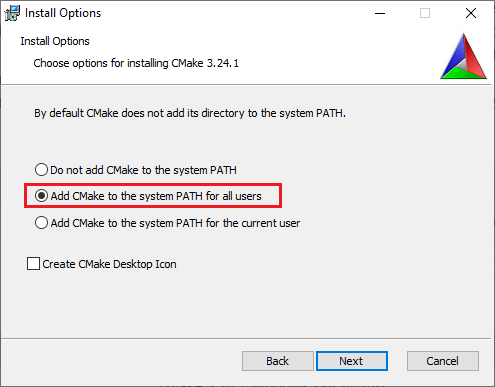 Install Options
Install Options
Choose options for installing CMake 3.24.1
By default CMake does not add its directory to the system PATH.
Do not add CMake to the system PATH
Add CMake to the system PATH for all users
Add CMake to the system PATH for the current user
Create CMake Desktop Icon
Back Next Cancel